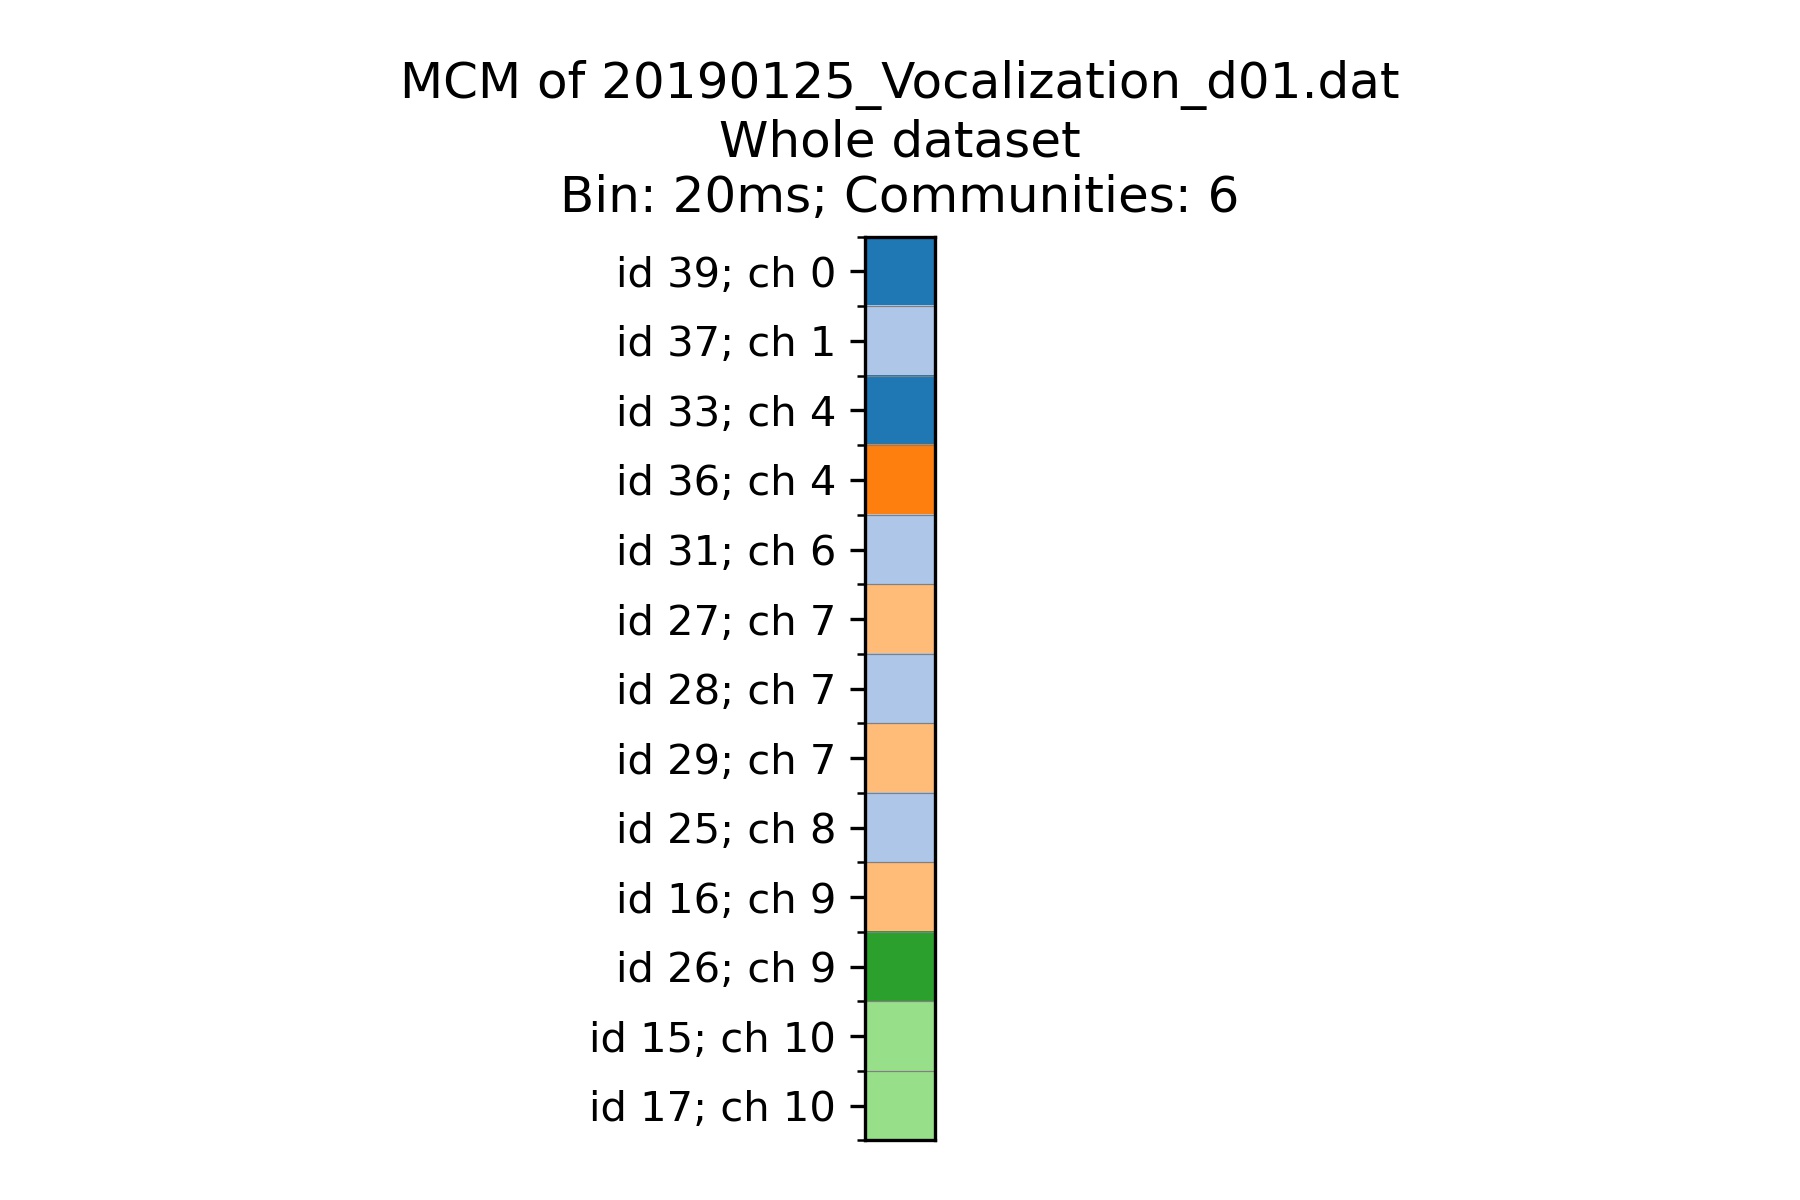 MCM of 20190125_Vocalization_d01.dat
Whole dataset
Bin: 20ms; Communities: 6
id 39; ch 0
id 37; ch 1
id 33; ch 4
id 36; ch 4
id 31; ch 6
id 27; ch 7
id 28; ch 7
id 29; ch 7
id 25; ch 8
id 16; ch 9
id 26; ch 9
id 15; ch 10
id 17; ch 10